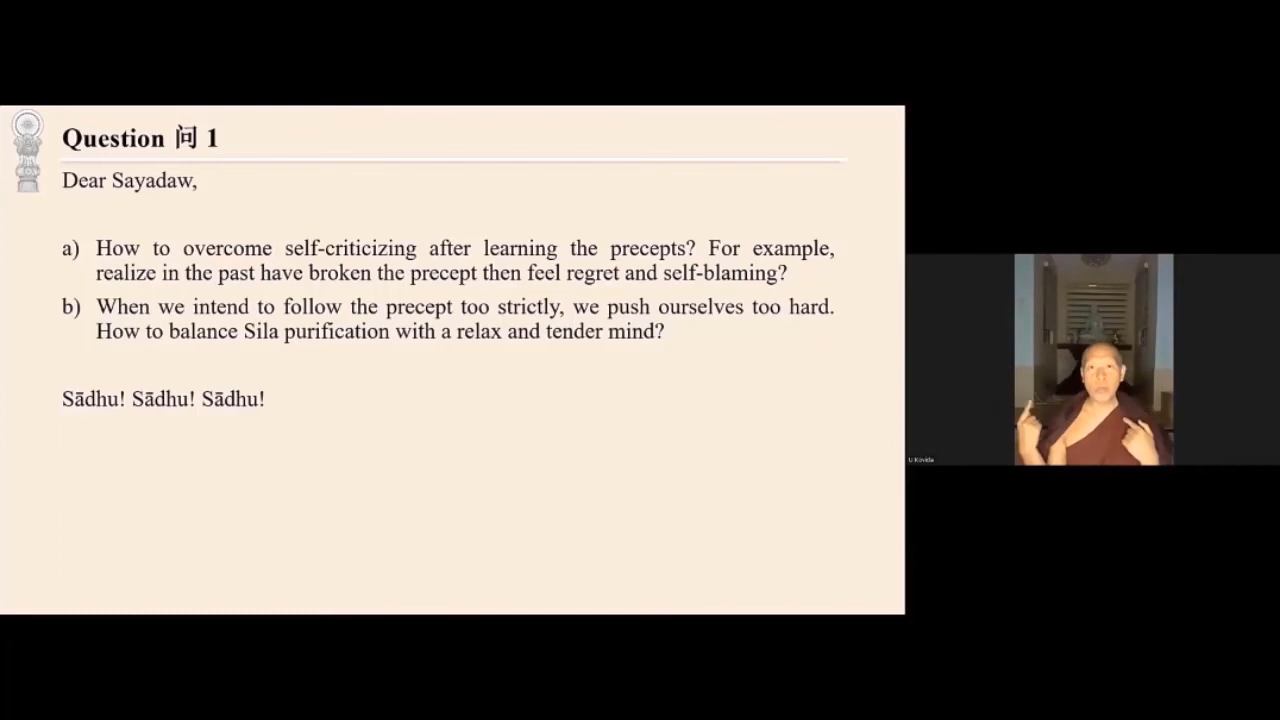 Question 问 1
Dear Sayadaw,
a) How to overcome self-criticizing after learning the precepts? For example,
realize in the past have broken the precept then feel regret and self-blaming?
b) When we intend to follow the precept too strictly, we push ourselves too hard.
How to balance Sila purification with a relax and tender mind?
Sādhu! Sādhu! Sādhu!
U Kovida